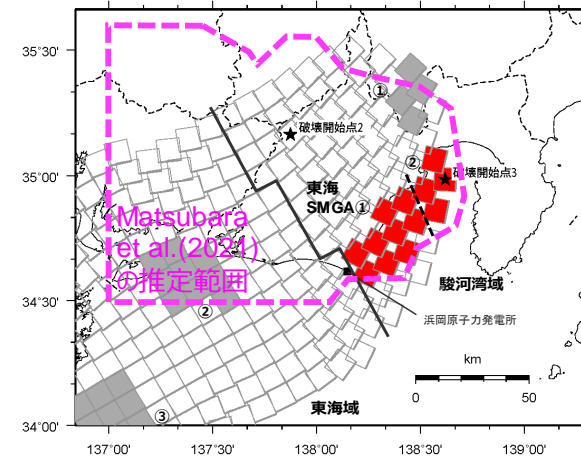 35°30'
①
破壊開始点2
②
破壊開始点3
35°00'
東海
SMGA①
Matsubara
et al.(2021)
の推定範囲
駿河湾域
34°30'
②
浜岡原子力発電所
km
0
50
東海域
③
34°00'
137°00'
137°30'
138°00'
138°30'
139°00'